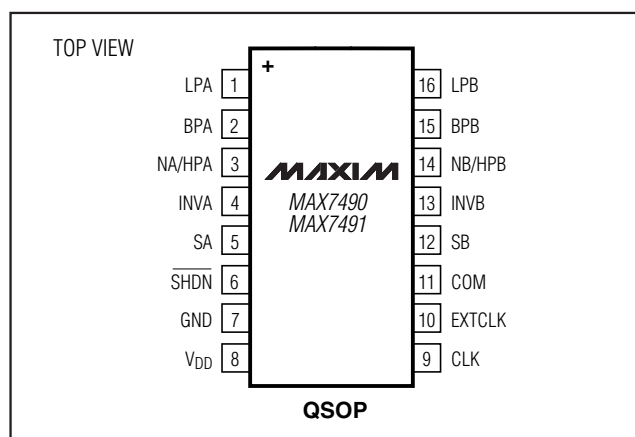 TOP VIEW
+
LPA 1
16 LPB
BPA 2
15 BPB
NA/HPA 3
MAXIM
14 NB/HPB
INVA 4
MAX7490
13 INVB
MAX7491
SA 5
12 SB
SHDN 6
11 COM
GND 7
10 EXTCLK
VDD 8
9 CLK
QSOP